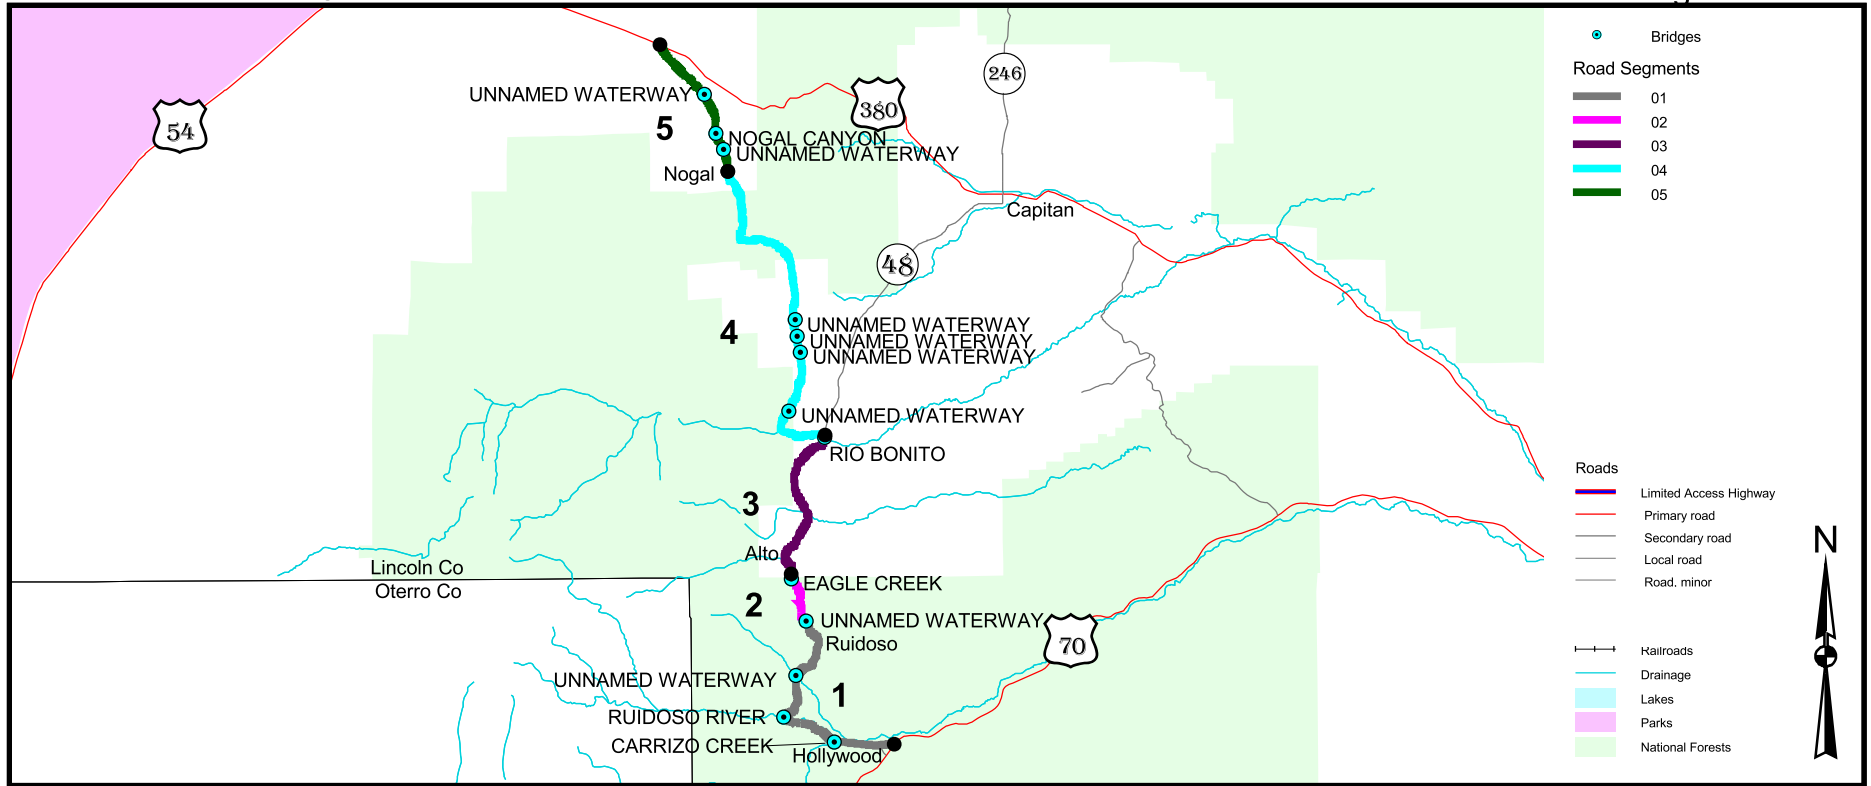 UNNAMED WATERWAY
5
NOGAL CANYON
UNNAMED WATERWAY
Nogal
54
380
246
Capitan
48
4
UNNAMED WATERWAY
UNNAMED WATERWAY
UNNAMED WATERWAY
UNNAMED WATERWAY
RIO BONITO
3
Alto
Lincoln Co
Oterro Co
EAGLE CREEK
2
UNNAMED WATERWAY
Ruidoso
70
UNNAMED WATERWAY
1
RUIDOSO RIVER
CARRIZO CREEK
Hollywood
Bridges
Road Segments
01
02
03
04
05
Roads
Limited Access Highway
Primary road
Secondary road
Local road
Road, minor
Railroads
Drainage
Lakes
Parks
National Forests
N